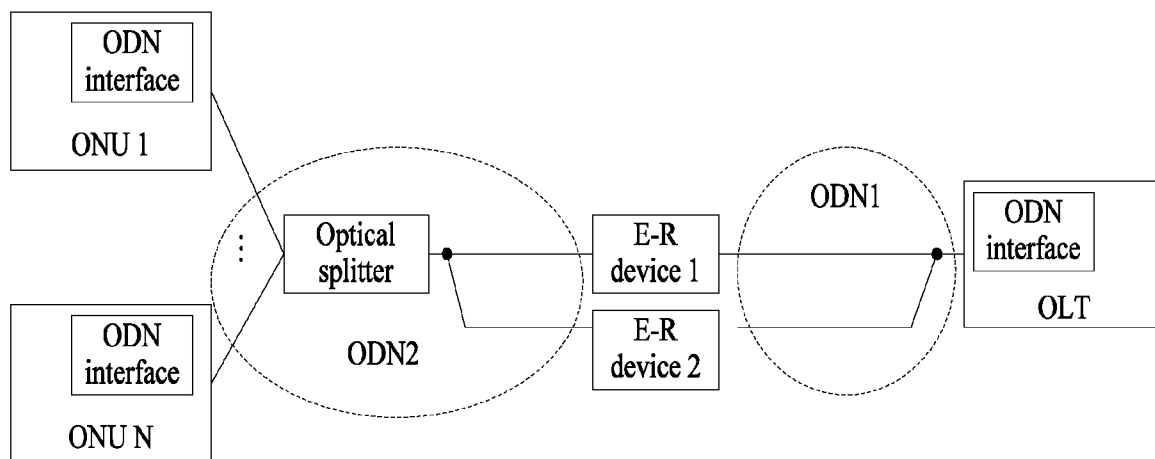 ODN
interface
ONU 1
⋮
ODN
interface
ONU N
Optical
splitter
ODN2
E-R
device 1
E-R
device 2
ODN1
ODN
interface
OLT